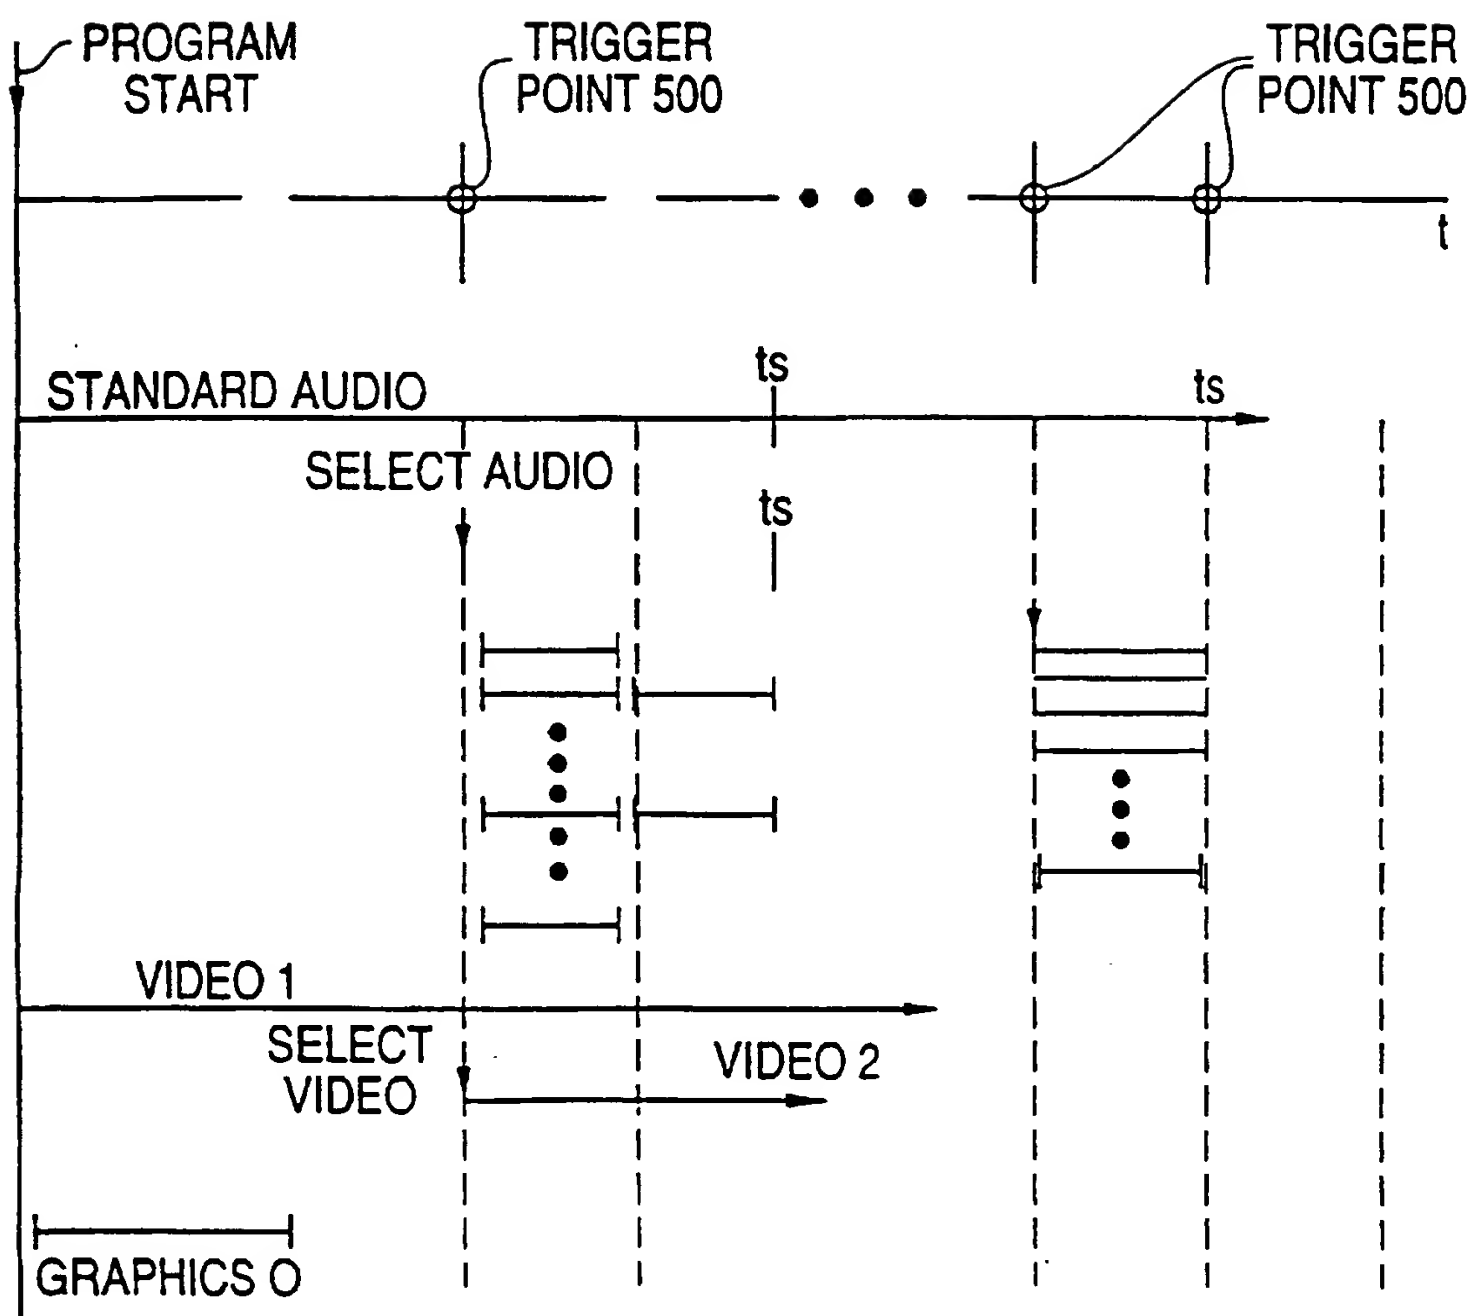 PROGRAM
START
TRIGGER
POINT 500
TRIGGER
POINT 500
t
STANDARD AUDIO
ts
ts
SELECT AUDIO
ts
VIDEO 1
SELECT
VIDEO
VIDEO 2
GRAPHICS O